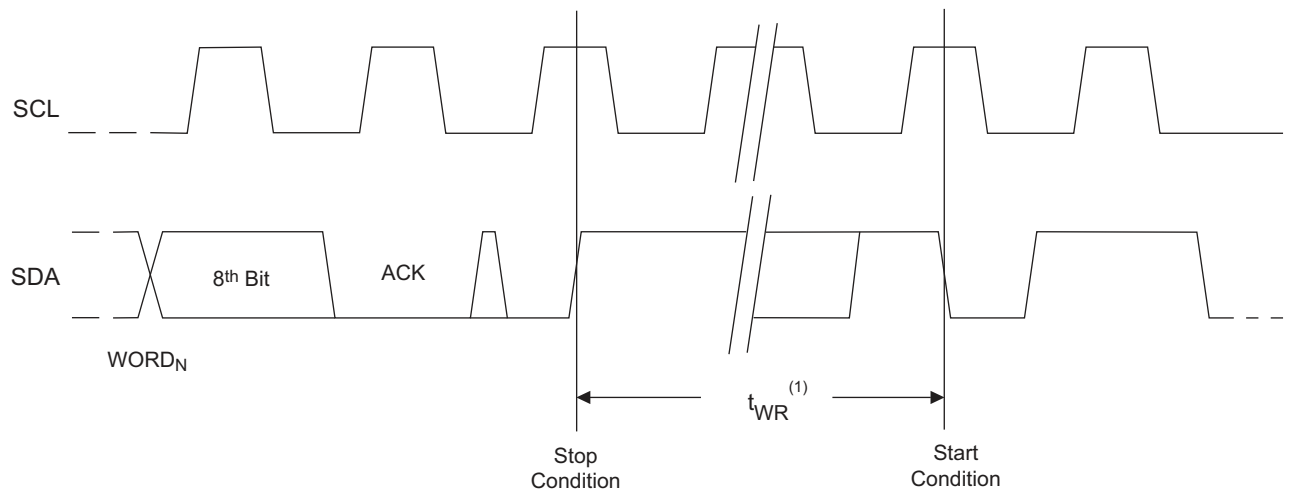 SCL
SDA
8th Bit
ACK
WORDN
tWR(1)
Stop
Condition
Start
Condition